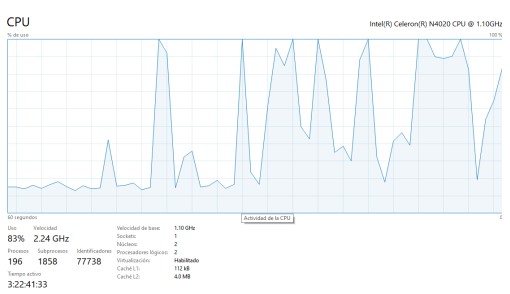 CPU
Intel(R) Celeron(R) N4020 CPU @ 1.10GHz
% de uso
100 %
60 segundos
0
Actividad de la CPU
Uso
Velocidad
83%
2.24 GHz
Procesos
Subprocesos
Identificadores
196
1858
77738
Tiempo activo
3:22:41:33
Velocidad de base: 1.10 GHz
Sockets: 1
Núcleos: 2
Procesadores lógicos: 2
Virtualización: Habilitado
Caché L1: 112 kB
Caché L2: 4.0 MB